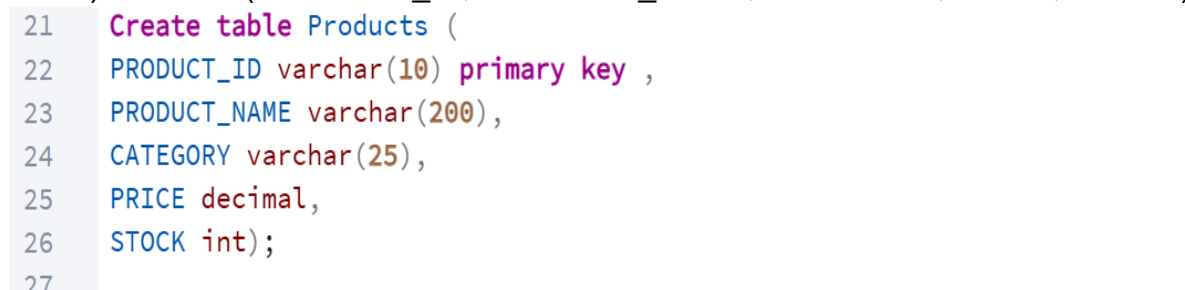 21 Create table Products (
22 PRODUCT_ID varchar(10) primary key ,
23 PRODUCT_NAME varchar(200),
24 CATEGORY varchar(25),
25 PRICE decimal,
26 STOCK int);
27